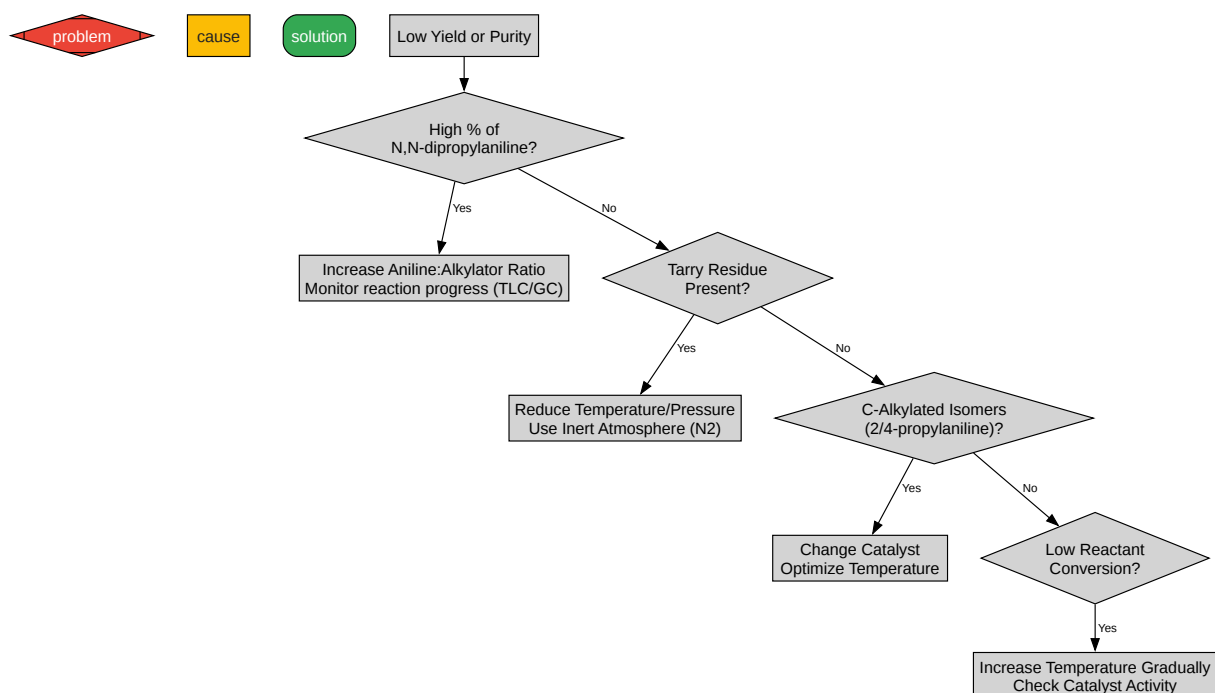 problem
cause
solution
Low Yield or Purity
High % of
N,N-dipropylaniline?
Yes
No
Increase Aniline:Alkylator Ratio
Monitor reaction progress (TLC/GC)
Tarry Residue
Present?
Yes
No
Reduce Temperature/Pressure
Use Inert Atmosphere (N2)
C-Alkylated Isomers
(2/4-propylaniline)?
Yes
No
Change Catalyst
Optimize Temperature
Low Reactant
Conversion?
Yes
Increase Temperature Gradually
Check Catalyst Activity